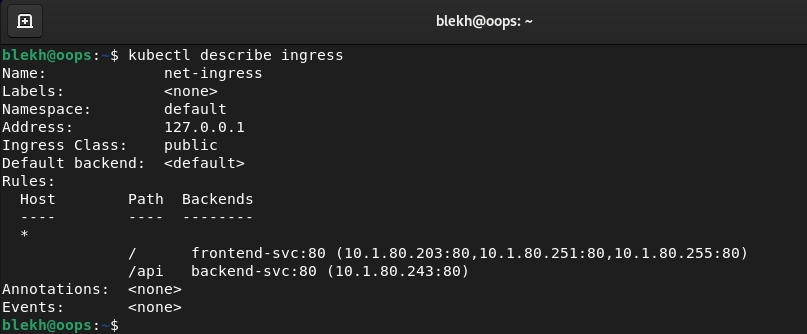 blekh@oops: ~
blekh@oops:~$ kubectl describe ingress
Name:             net-ingress
Labels:           <none>
Namespace:        default
Address:          127.0.0.1
Ingress Class:    public
Default backend:  <default>
Rules:
  Host        Path  Backends
  ----        ----  --------
  *
              /      frontend-svc:80 (10.1.80.203:80,10.1.80.251:80,10.1.80.255:80)
              /api   backend-svc:80 (10.1.80.243:80)
Annotations:  <none>
Events:       <none>
blekh@oops:~$